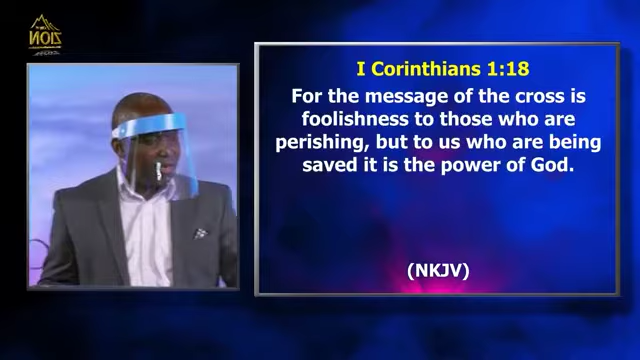 ZION
I Corinthians 1:18
For the message of the cross is
foolishness to those who are
perishing, but to us who are being
saved it is the power of God.
(NKJV)